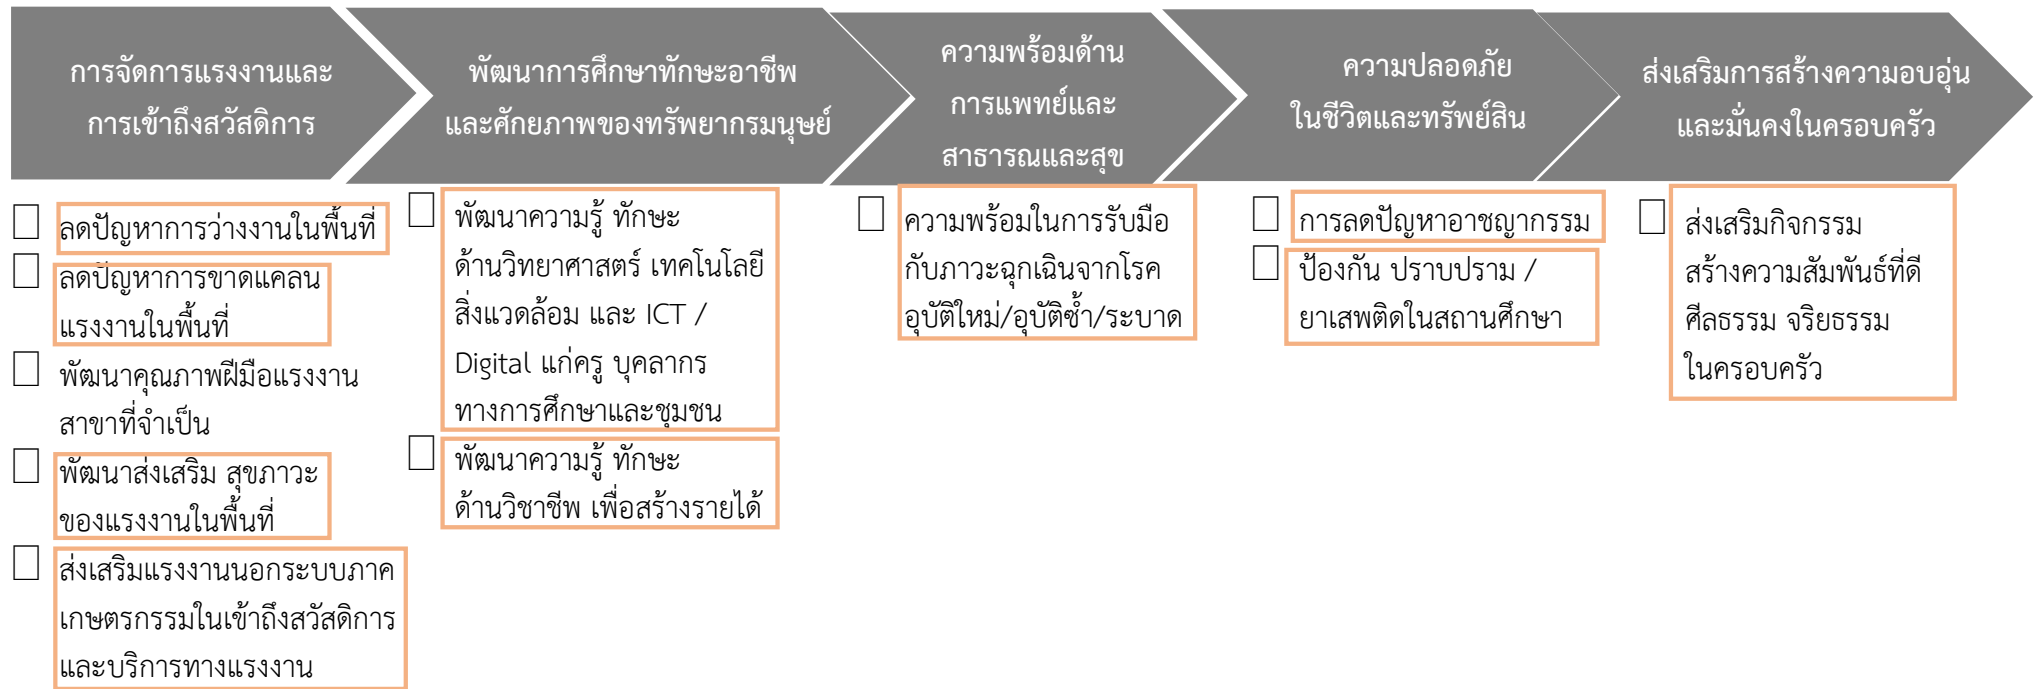 การจัดการแรงงานและ
การเข้าถึงสวัสดิการ
พัฒนาการศึกษาทักษะอาชีพ
และศักยภาพของทรัพยากรมนุษย์
ความพร้อมด้าน
การแพทย์และ
สาธารณและสุข
ความปลอดภัย
ในชีวิตและทรัพย์สิน
ส่งเสริมการสร้างความอบอุ่น
และมั่นคงในครอบครัว
ลดปัญหาการว่างงานในพื้นที่
ลดปัญหาการขาดแคลน
แรงงานในพื้นที่
พัฒนาคุณภาพฝีมือแรงงาน
สาขาที่จำเป็น
พัฒนาส่งเสริม สุขภาวะ
ของแรงงานในพื้นที่
ส่งเสริมแรงงานนอกระบบภาค
เกษตรกรรมในเข้าถึงสวัสดิการ
และบริการทางแรงงาน
พัฒนาความรู้ ทักษะ
ด้านวิทยาศาสตร์ เทคโนโลยี
สิ่งแวดล้อม และ ICT /
Digital แก่ครู บุคลากร
ทางการศึกษาและชุมชน
พัฒนาความรู้ ทักษะ
ด้านวิชาชีพ เพื่อสร้างรายได้
ความพร้อมในการรับมือ
กับภาวะฉุกเฉินจากโรค
อุบัติใหม่/อุบัติซ้ำ/ระบาด
การลดปัญหาอาชญากรรม
ป้องกัน ปราบปราม /
ยาเสพติดในสถานศึกษา
ส่งเสริมกิจกรรม
สร้างความสัมพันธ์ที่ดี
ศีลธรรม จริยธรรม
ในครอบครัว